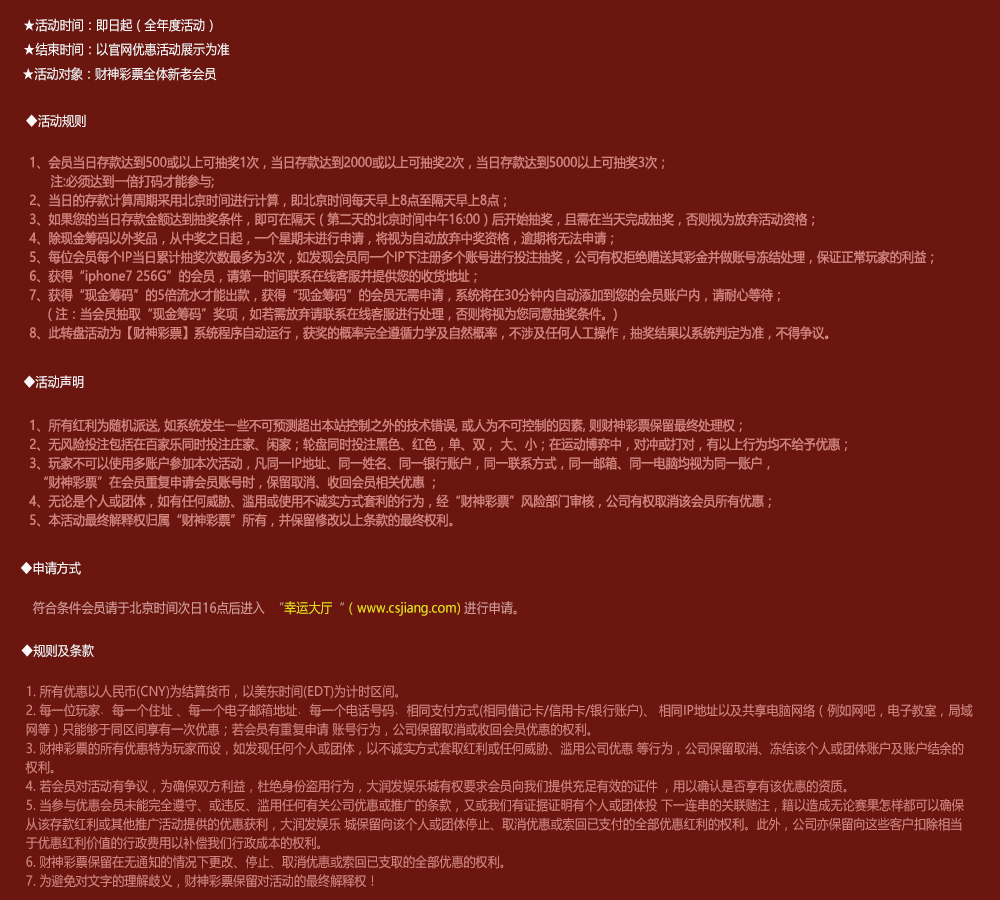 ★活动时间：即日起（全年度活动）
★结束时间：以官网优惠活动展示为准
★活动对象：财神彩票全体新老会员
◆活动规则
1、会员当日存款达到500或以上可抽奖1次，当日存款达到2000或以上可抽奖2次，当日存款达到5000以上可抽奖3次；
注:必须达到一倍打码才能参与;
2、当日的存款计算周期采用北京时间进行计算，即北京时间每天早上8点至隔天早上8点；
3、如果您的当日存款金额达到抽奖条件，即可在隔天（第二天的北京时间中午16:00）后开始抽奖，且需在当天完成抽奖，否则视为放弃活动资格；
4、除现金筹码以外奖品，从中奖之日起，一个星期未进行申请，将视为自动放弃中奖资格，逾期将无法申请；
5、每位会员每个IP当日累计抽奖次数最多为3次，如发现会员同一个IP下注册多个账号进行投注抽奖，公司有权拒绝赠送其彩金并做账号冻结处理，保证正常玩家的利益；
6、获得“iphone7 256G”的会员，请第一时间联系在线客服并提供您的收货地址；
7、获得“现金筹码”的5倍流水才能出款，获得“现金筹码”的会员无需申请，系统将在30分钟内自动添加到您的会员账户内，请耐心等待；
（注：当会员抽取“现金筹码”奖项，如若需放弃请联系在线客服进行处理，否则将视为您同意抽奖条件。)
8、此转盘活动为【财神彩票】系统程序自动运行，获奖的概率完全遵循力学及自然概率，不涉及任何人工操作，抽奖结果以系统判定为准，不得争议。
◆活动声明
1、所有红利为随机派送, 如系统发生一些不可预测超出本站控制之外的技术错误, 或人为不可控制的因素, 则财神彩票保留最终处理权；
2、无风险投注包括在百家乐同时投注庄家、闲家；轮盘同时投注黑色、红色，单、双， 大、小；在运动博弈中，对冲或打对，有以上行为均不给予优惠；
3、玩家不可以使用多账户参加本次活动，凡同一IP地址、同一姓名、同一银行账户，同一联系方式，同一邮箱、同一电脑均视为同一账户，
“财神彩票”在会员重复申请会员账号时，保留取消、收回会员相关优惠 ；
4、无论是个人或团体，如有任何威胁、滥用或使用不诚实方式套利的行为，经“财神彩票”风险部门审核，公司有权取消该会员所有优惠；
5、本活动最终解释权归属“财神彩票”所有，并保留修改以上条款的最终权利。
◆申请方式
符合条件会员请于北京时间次日16点后进入 “幸运大厅“（www.csjiang.com) 进行申请。
◆规则及条款
1. 所有优惠以人民币(CNY)为结算货币，以美东时间(EDT)为计时区间。
2. 每一位玩家﹑每一个住址 、每一个电子邮箱地址﹑每一个电话号码﹑相同支付方式(相同借记卡/信用卡/银行账户)、 相同IP地址以及共享电脑网络（例如网吧，电子教室，局域
网等）只能够于同区间享有一次优惠；若会员有重复申请 账号行为，公司保留取消或收回会员优惠的权利。
3. 财神彩票的所有优惠特为玩家而设，如发现任何个人或团体，以不诚实方式套取红利或任何威胁、滥用公司优惠 等行为，公司保留取消、冻结该个人或团体账户及账户结余的
权利。
4. 若会员对活动有争议，为确保双方利益，杜绝身份盗用行为，大润发娱乐城有权要求会员向我们提供充足有效的证件 ，用以确认是否享有该优惠的资质。
5. 当参与优惠会员未能完全遵守、或违反、滥用任何有关公司优惠或推广的条款，又或我们有证据证明有个人或团体投 下一连串的关联赌注，籍以造成无论赛果怎样都可以确保
从该存款红利或其他推广活动提供的优惠获利，大润发娱乐 城保留向该个人或团体停止、取消优惠或索回已支付的全部优惠红利的权利。此外，公司亦保留向这些客户扣除相当
于优惠红利价值的行政费用以补偿我们行政成本的权利。
6. 财神彩票保留在无通知的情况下更改、停止、取消优惠或索回已支取的全部优惠的权利。
7. 为避免对文字的理解歧义，财神彩票保留对活动的最终解释权！